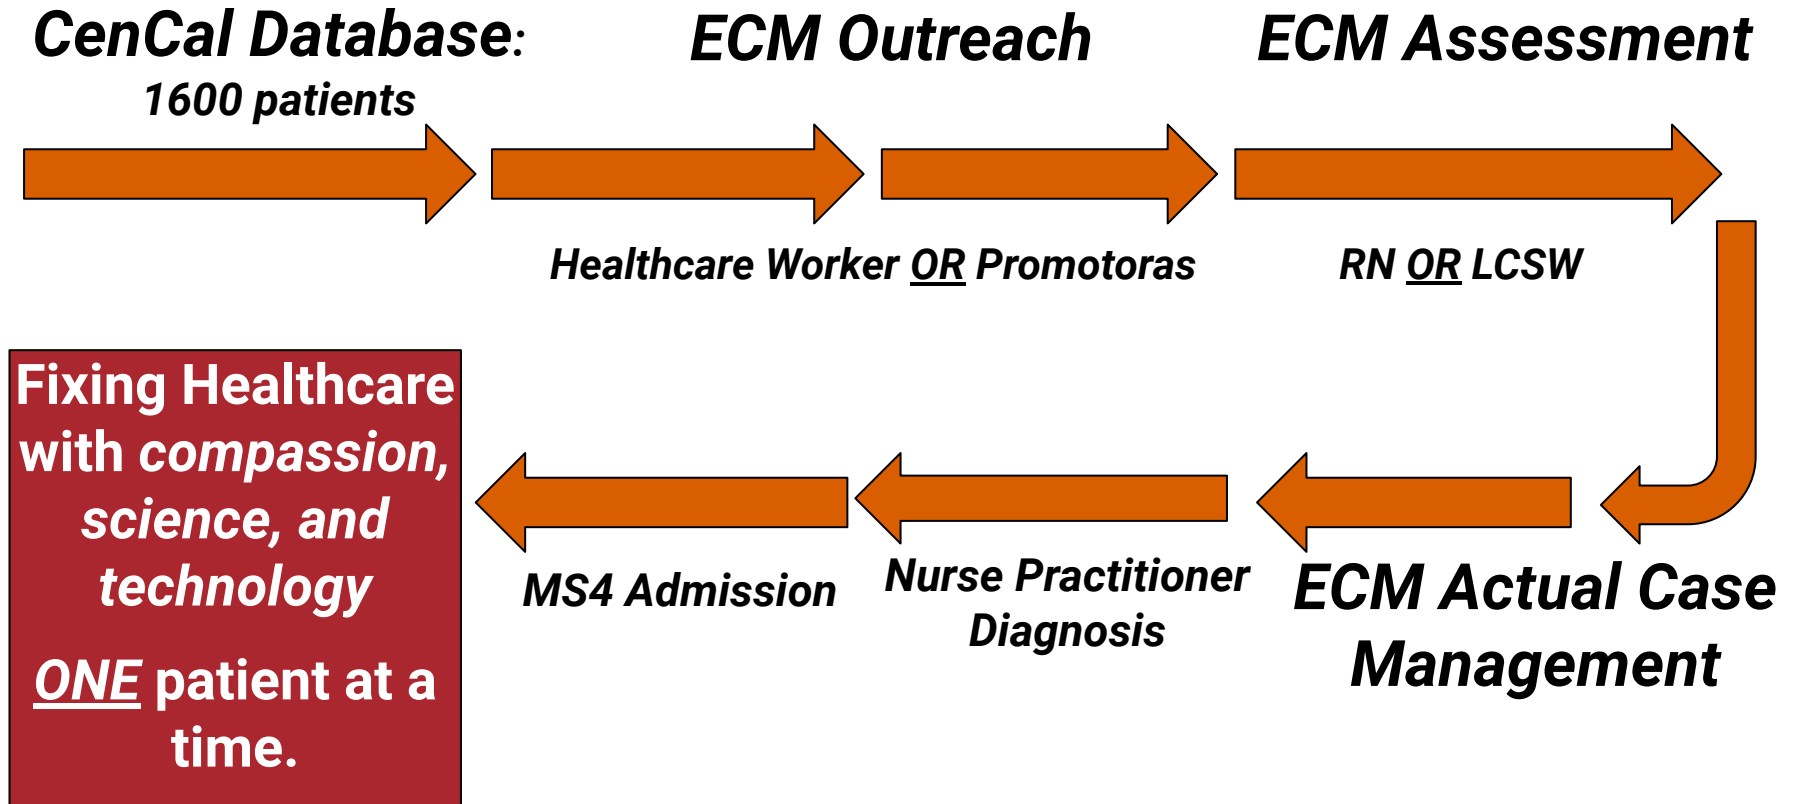 CenCal Database:
1600 patients
ECM Outreach
ECM Assessment
Healthcare Worker OR Promotoras
RN OR LCSW
ECM Actual Case
Management
Nurse Practitioner
Diagnosis
MS4 Admission
Fixing Healthcare
with compassion,
science, and
technology
ONE patient at a
time.